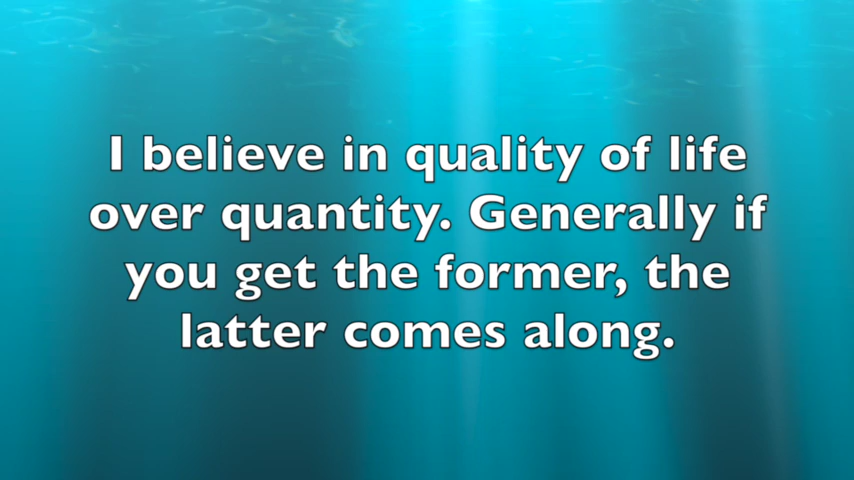 I believe in quality of life
over quantity. Generally if
you get the former, the
latter comes along.